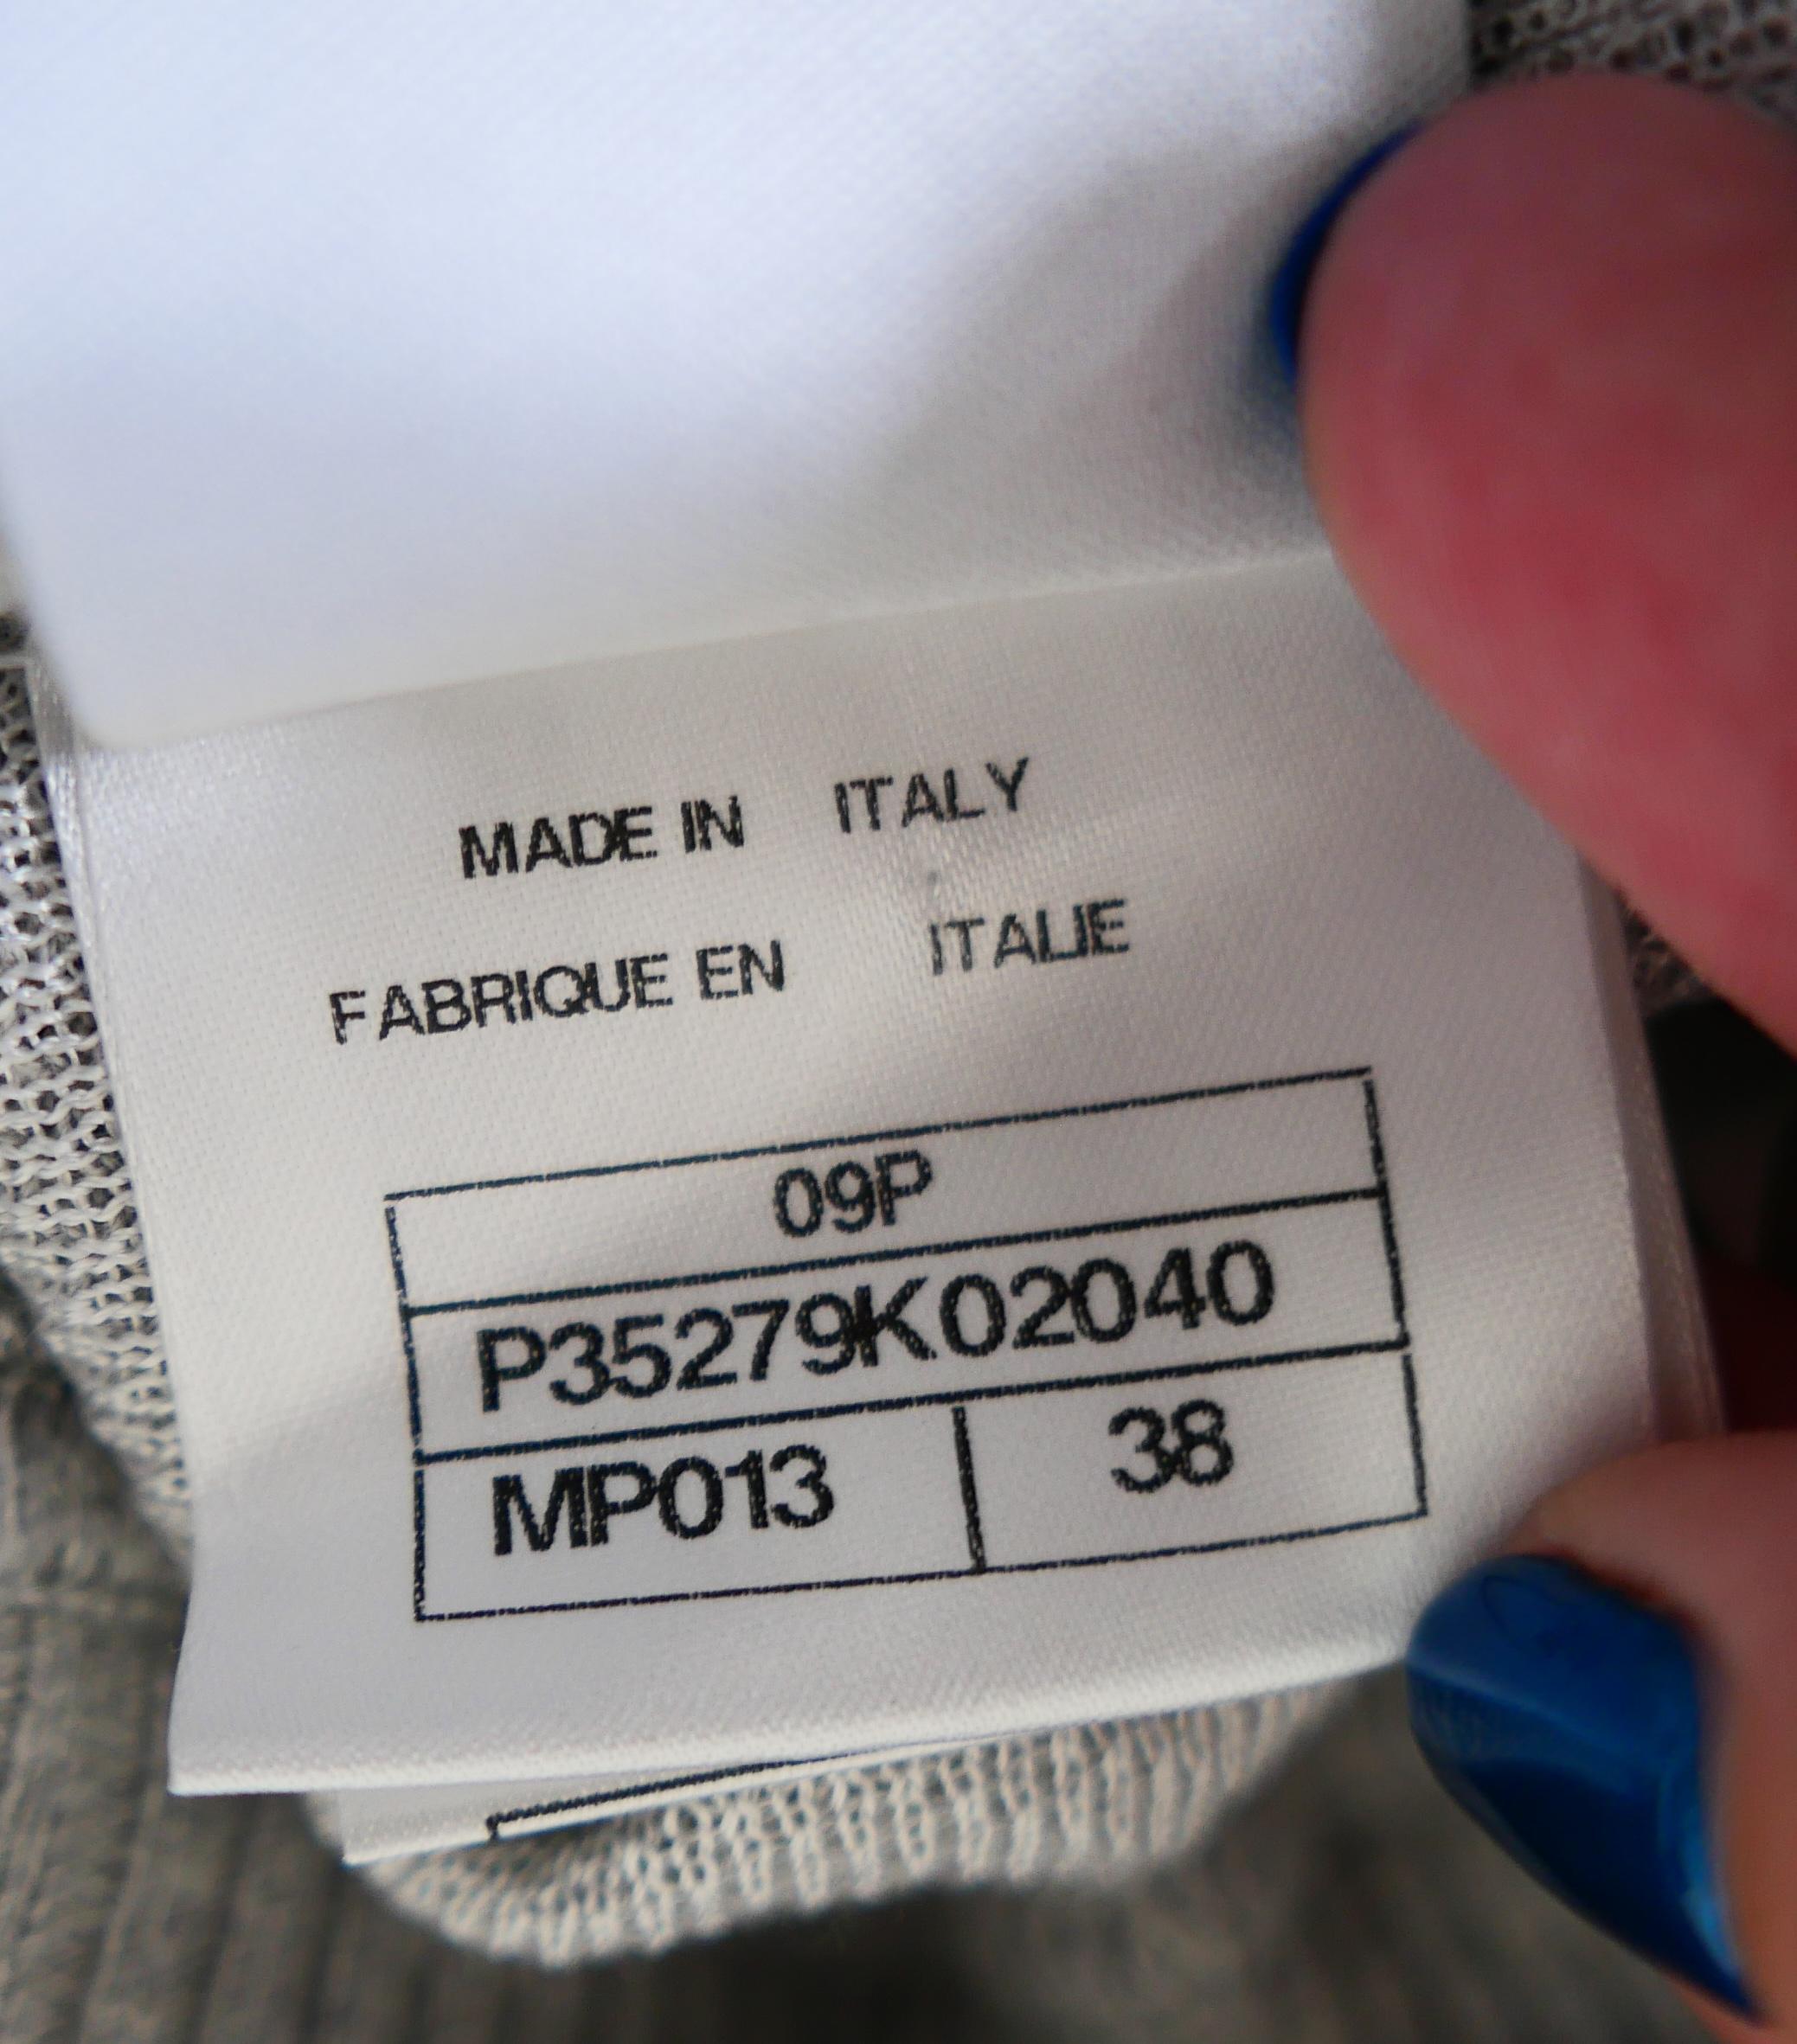 MADE IN ITALY
FABRIQUE EN ITALIE
09P
P35279K02040
MP013 38